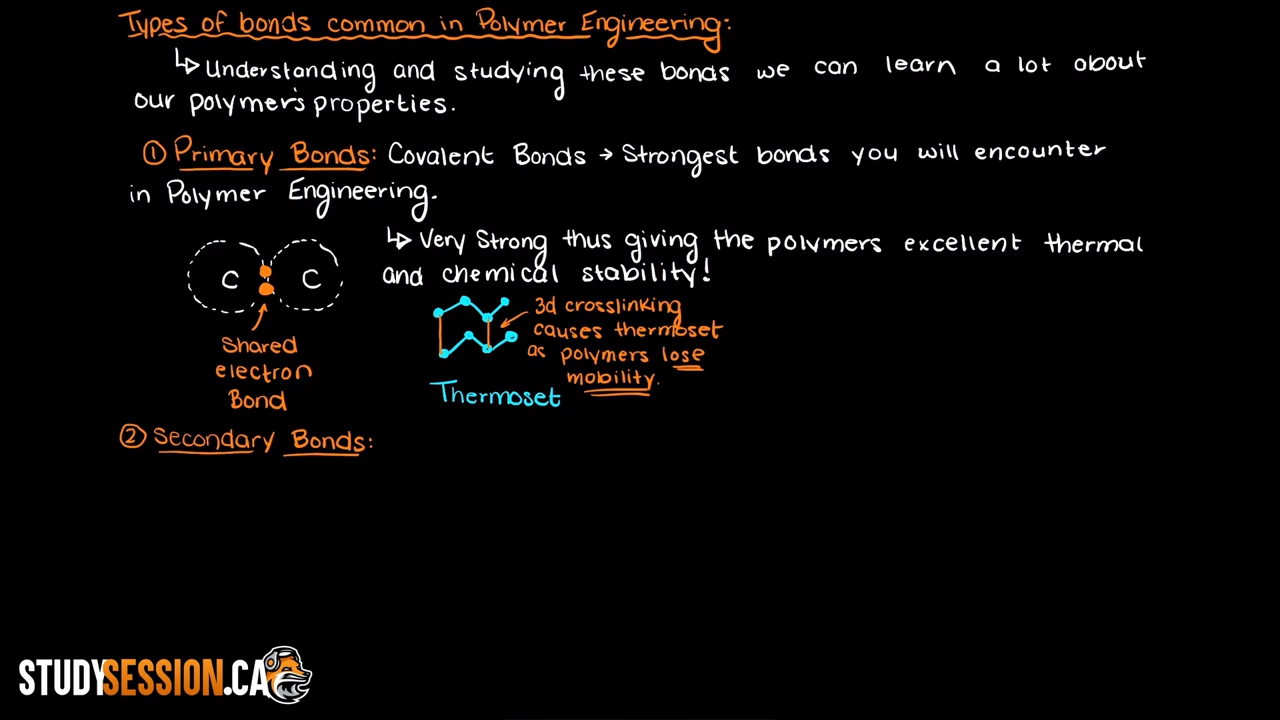 Types of bonds common in Polymer Engineering:
↳ Understanding and studying these bonds we can learn a lot about
our polymer's properties.
① Primary Bonds: Covalent Bonds → Strongest bonds you will encounter
in Polymer Engineering.
↳ Very Strong thus giving the polymers excellent thermal
and chemical stability!
C C
Shared
electron
Bond
3d crosslinking
causes thermoset
as polymers lose
mobility.
Thermoset
② Secondary Bonds:
STUDYSESSION.CA